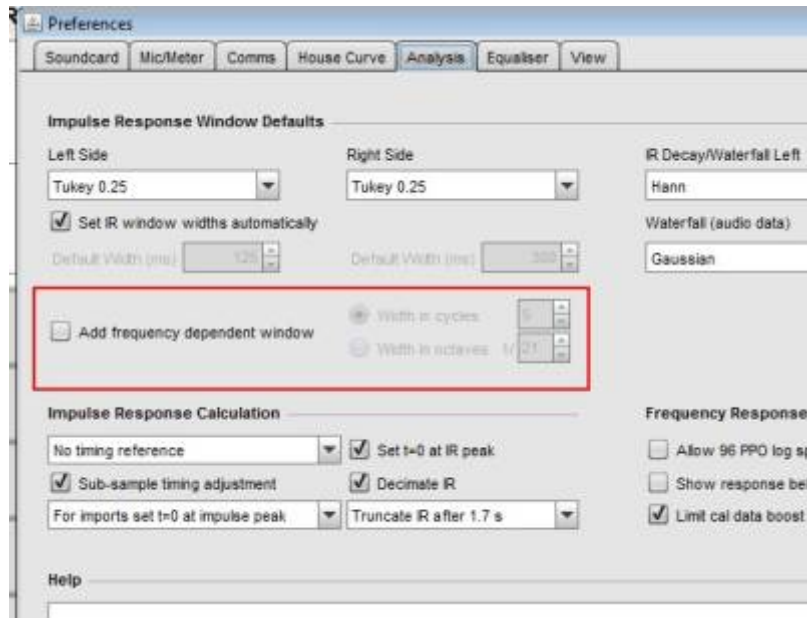 Preferences
Soundcard Mic/Meter Comms House Curve Analysis Equaliser View
Impulse Response Window Defaults
Left Side Right Side IR Decay/Waterfall Left
Tukey 0.25 Tukey 0.25 Hann
Set IR window widths automatically Waterfall (audio data)
Default Width (ms) 125 Default Width (ms) 300 Gaussian
Width in cycles 5
Add frequency dependent window
Width in octaves 1/ 21
Impulse Response Calculation Frequency Response
No timing reference Set t=0 at IR peak Allow 96 PPO log sp
Sub-sample timing adjustment Decimate IR Show response bel
For imports set t=0 at impulse peak Truncate IR after 1.7 s Limit cal data boost
Help